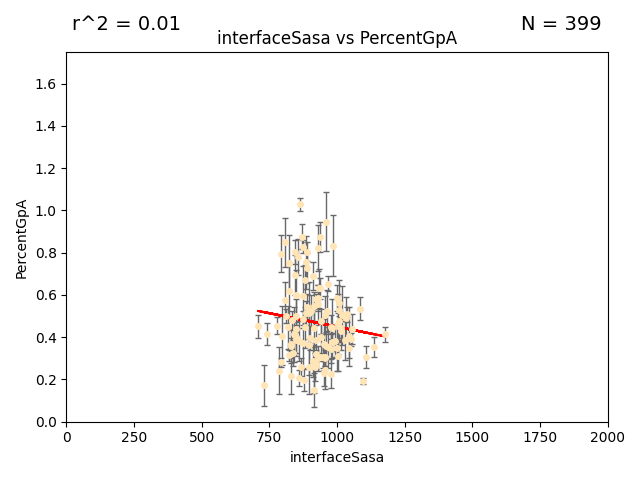 r^2 = 0.01
N = 399
interfaceSasa vs PercentGpA
PercentGpA
1.6
1.4
1.2
1.0
0.8
0.6
0.4
0.2
0.0
0 250 500 750 1000 1250 1500 1750 2000
interfaceSasa